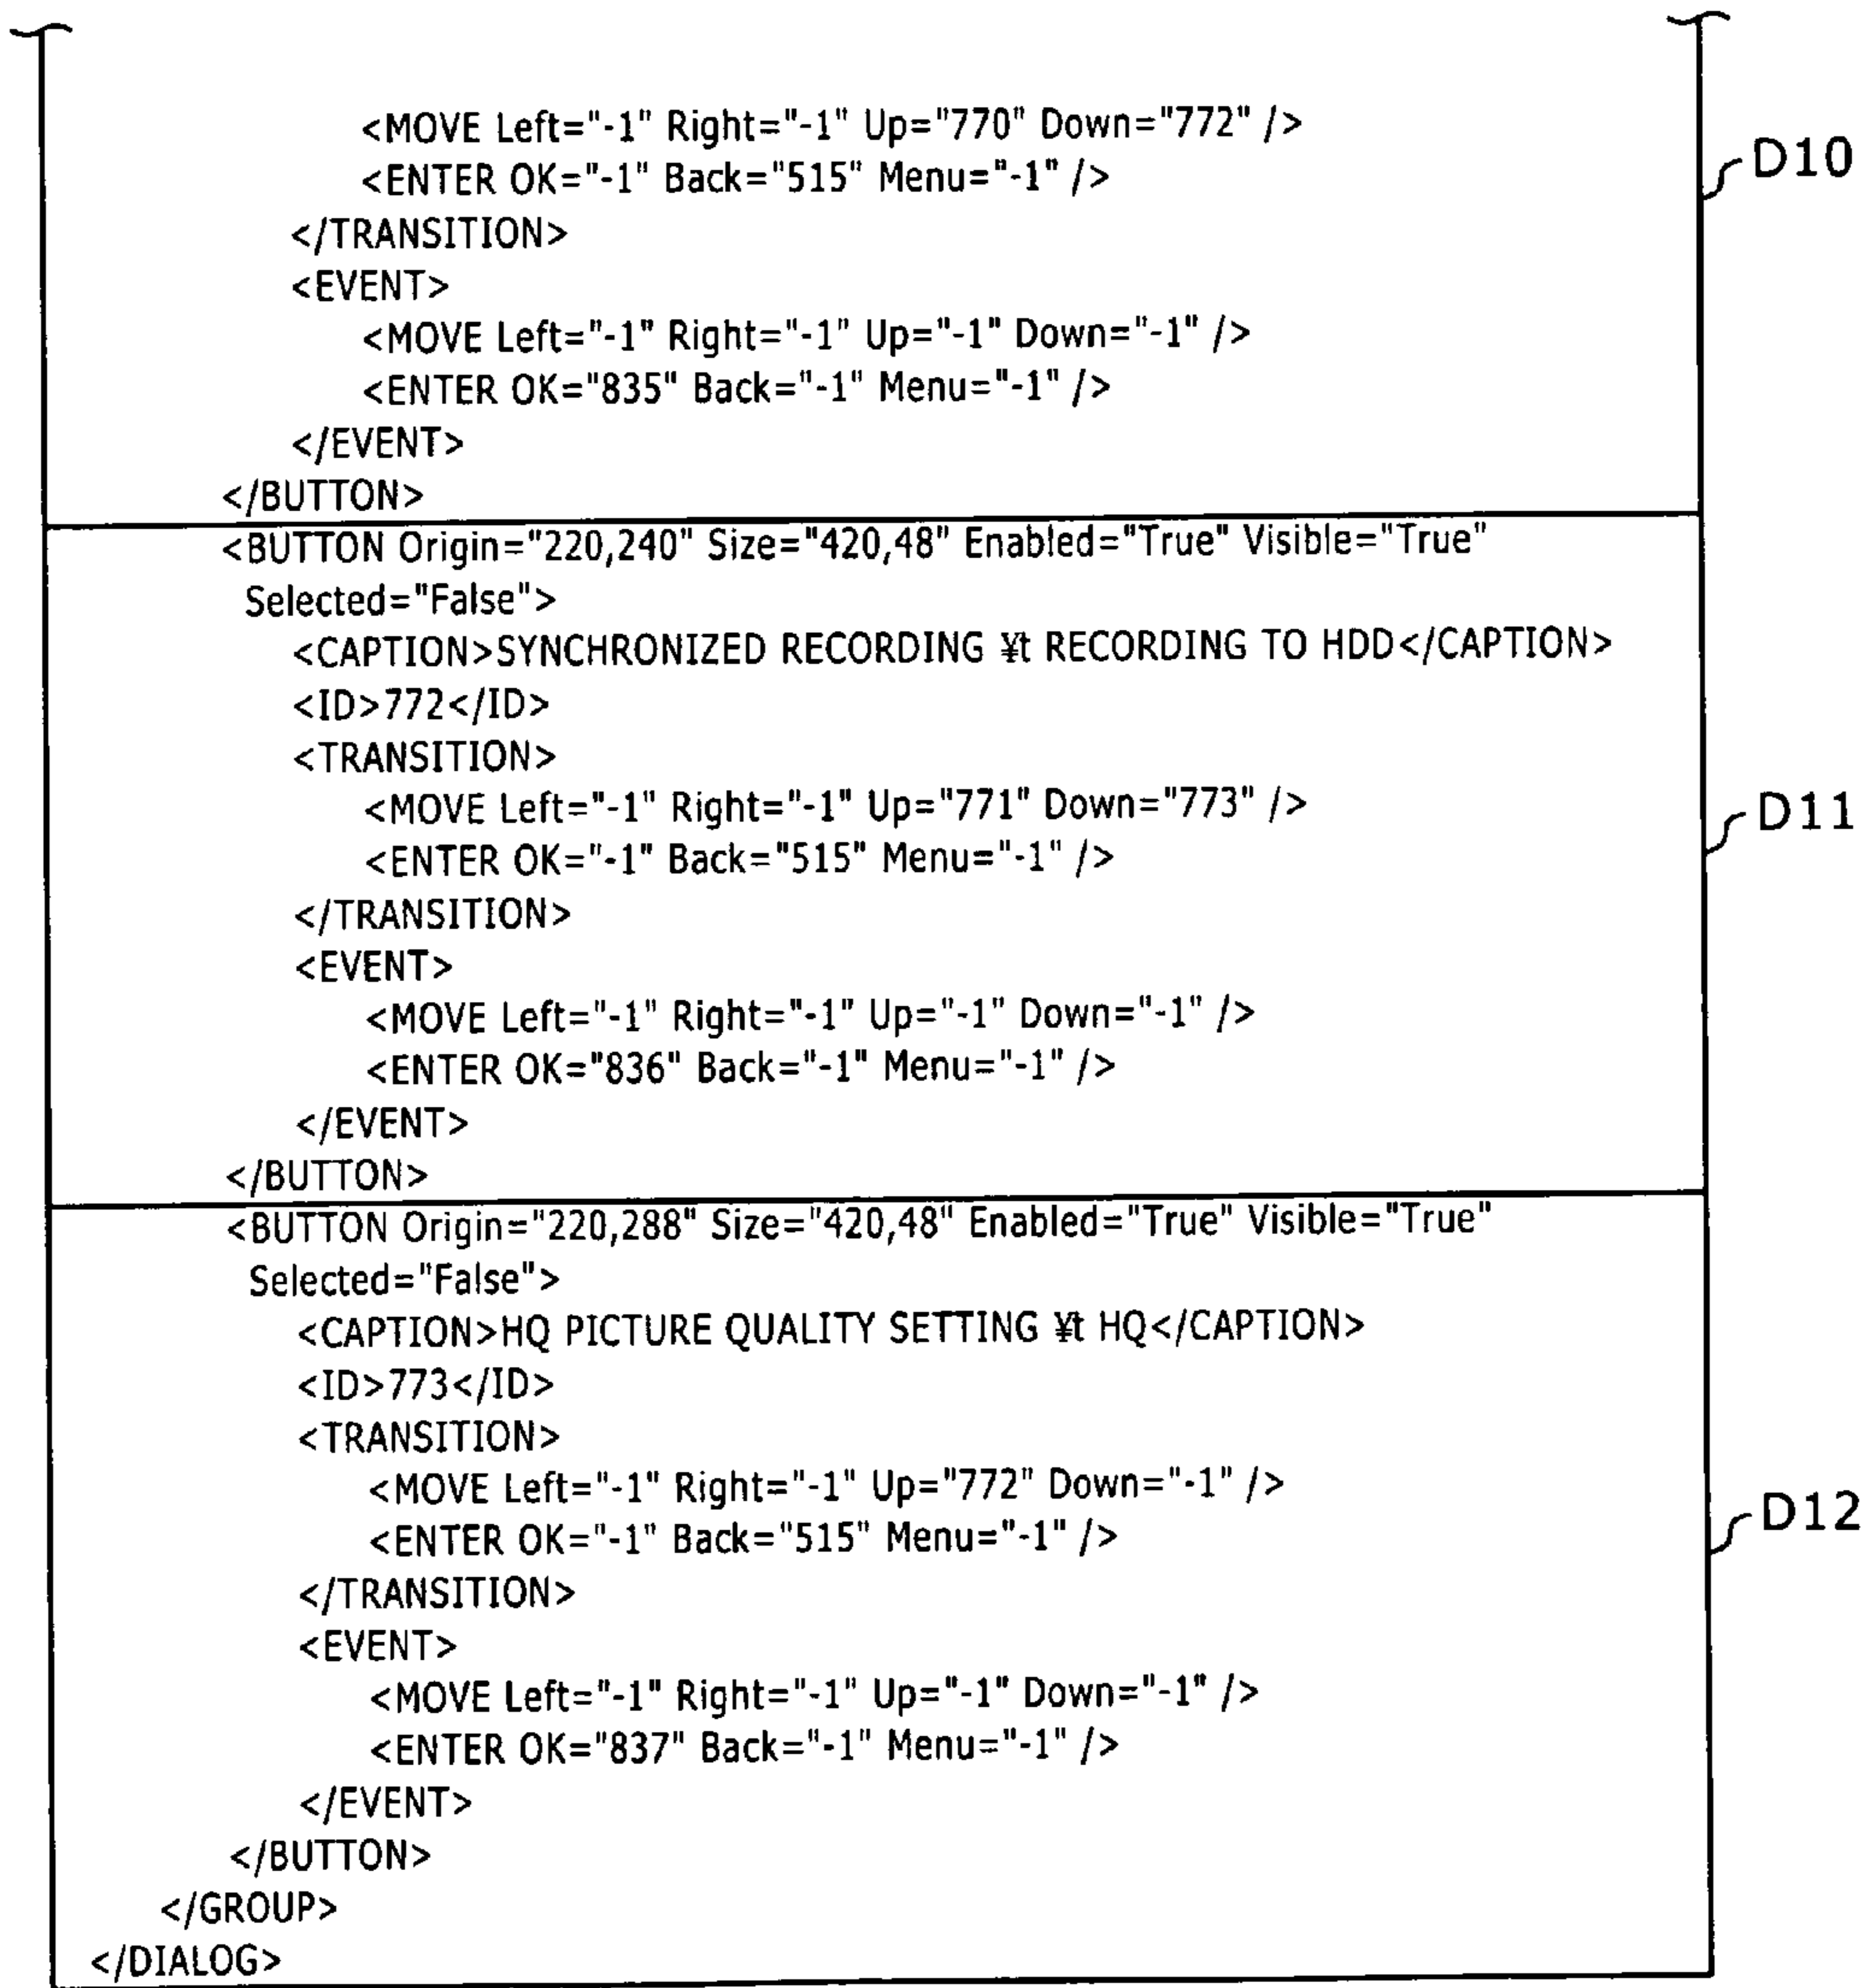 <MOVE Left="-1" Right="-1" Up="770" Down="772" />
<ENTER OK="-1" Back="515" Menu="-1" />
</TRANSITION>
<EVENT>
<MOVE Left="-1" Right="-1" Up="-1" Down="-1" />
<ENTER OK="835" Back="-1" Menu="-1" />
</EVENT>
</BUTTON>
D10
<BUTTON Origin="220,240" Size="420,48" Enabled="True" Visible="True"
Selected="False">
<CAPTION>SYNCHRONIZED RECORDING ¥t RECORDING TO HDD</CAPTION>
<ID>772</ID>
<TRANSITION>
<MOVE Left="-1" Right="-1" Up="771" Down="773" />
<ENTER OK="-1" Back="515" Menu="-1" />
</TRANSITION>
<EVENT>
<MOVE Left="-1" Right="-1" Up="-1" Down="-1" />
<ENTER OK="836" Back="-1" Menu="-1" />
</EVENT>
</BUTTON>
D11
<BUTTON Origin="220,288" Size="420,48" Enabled="True" Visible="True"
Selected="False">
<CAPTION>HQ PICTURE QUALITY SETTING ¥t HQ</CAPTION>
<ID>773</ID>
<TRANSITION>
<MOVE Left="-1" Right="-1" Up="772" Down="-1" />
<ENTER OK="-1" Back="515" Menu="-1" />
</TRANSITION>
<EVENT>
<MOVE Left="-1" Right="-1" Up="-1" Down="-1" />
<ENTER OK="837" Back="-1" Menu="-1" />
</EVENT>
</BUTTON>
</GROUP>
</DIALOG>
D12